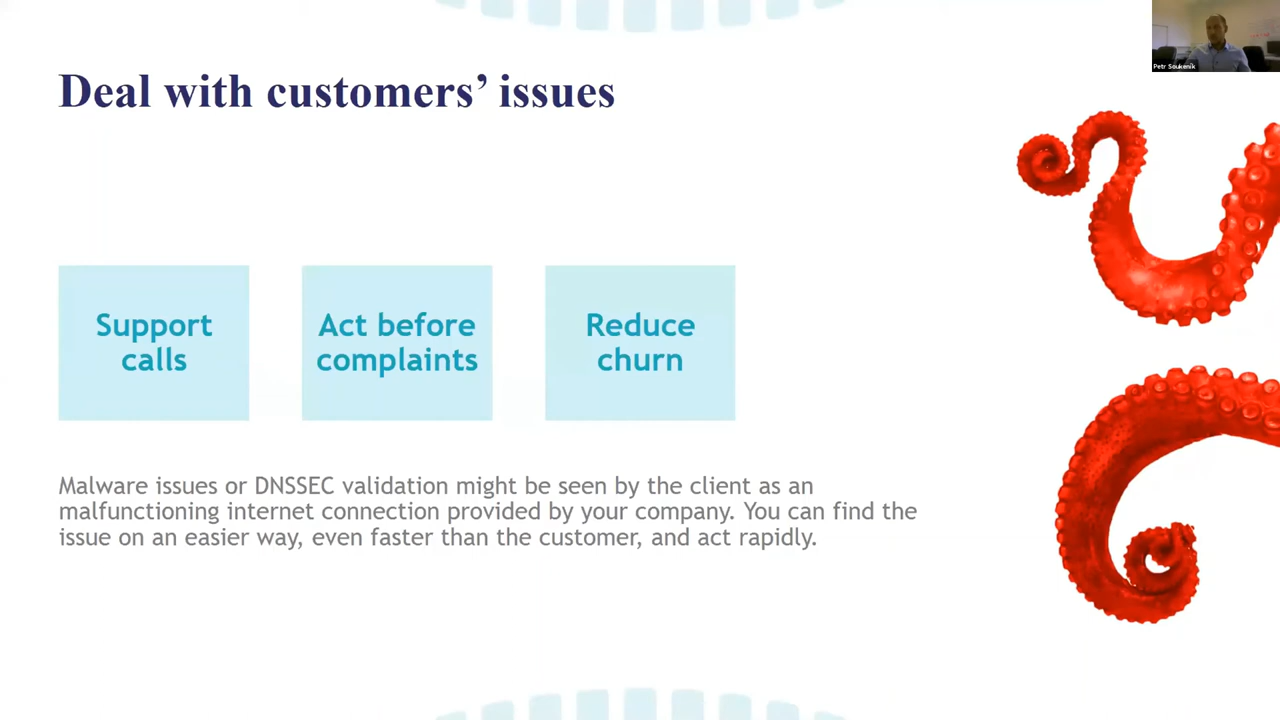 Petr Soukeník
Deal with customers’ issues
Support
calls
Act before
complaints
Reduce
churn
Malware issues or DNSSEC validation might be seen by the client as an
malfunctioning internet connection provided by your company. You can find the
issue on an easier way, even faster than the customer, and act rapidly.